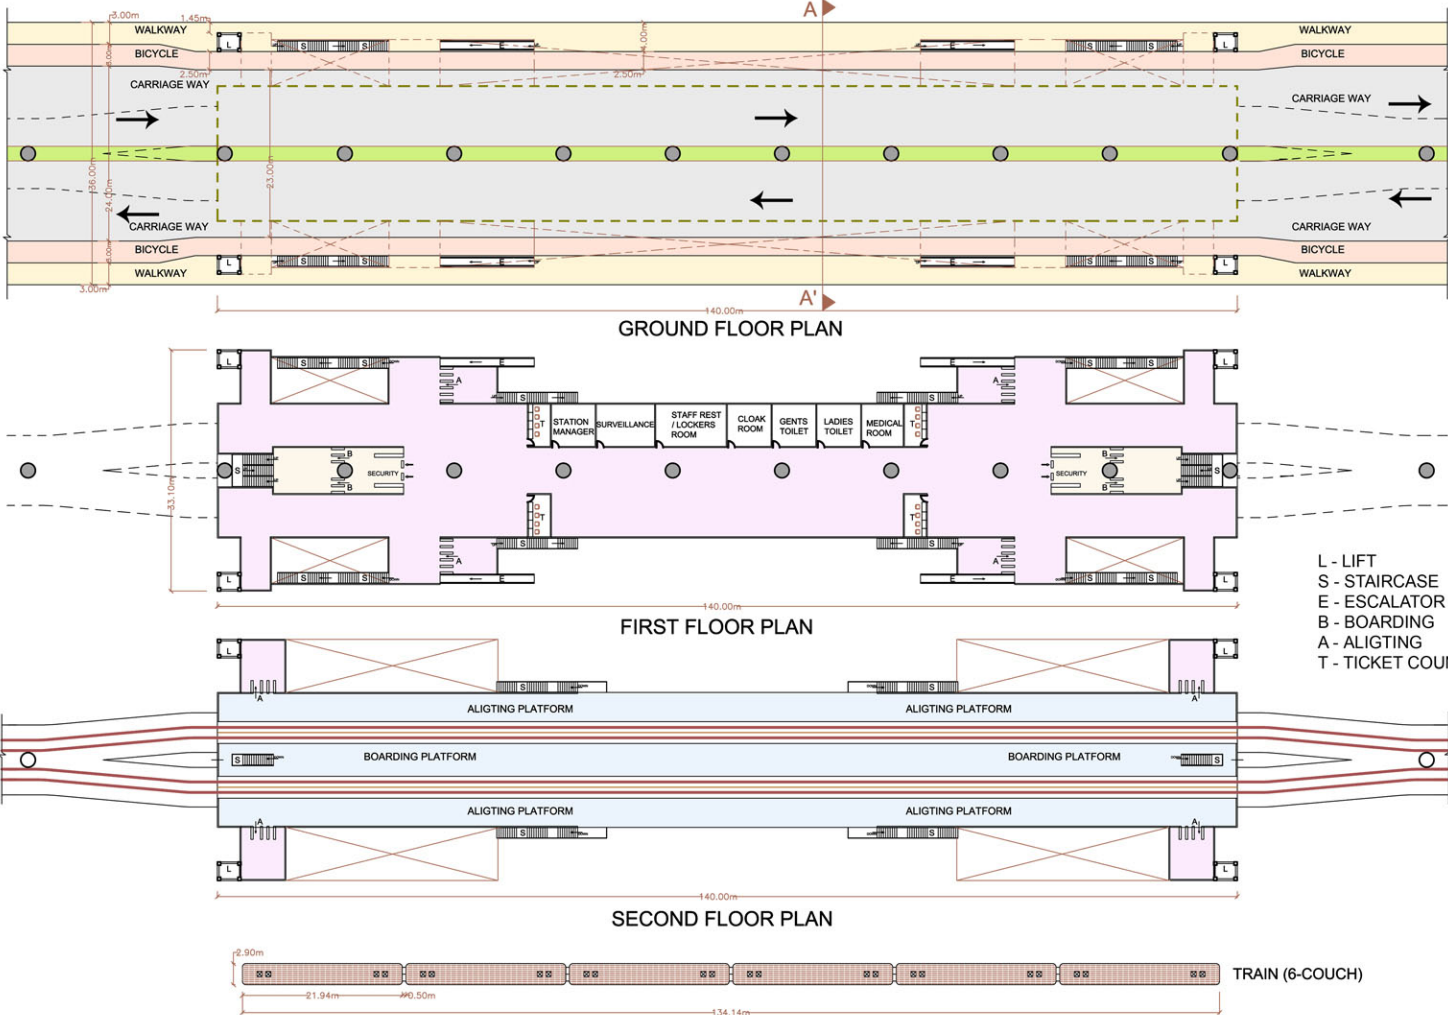 A
3.00m
1.45m
WALKWAY
L
S
S
E
4.00m
E
S
S
L
WALKWAY
BICYCLE
BICYCLE
2.50m
2.50m
CARRIAGE WAY
CARRIAGE WAY
36.00m
24.00m
23.00m
CARRIAGE WAY
CARRIAGE WAY
BICYCLE
BICYCLE
L
S
S
E
E
S
S
L
WALKWAY
WALKWAY
3.00m
A'
140.00m
GROUND FLOOR PLAN
L
S
S
E
E
S
S
L
A
A
S
S
T
STATION
MANAGER
SURVEILLANCE
STAFF REST
/ LOCKERS
ROOM
CLOAK
ROOM
GENTS
TOILET
LADIES
TOILET
MEDICAL
ROOM
T
S
B
SECURITY
B
B
SECURITY
B
S
33.10m
T
T
S
S
A
A
L
S
S
E
E
S
S
L
140.00m
FIRST FLOOR PLAN
L - LIFT
S - STAIRCASE
E - ESCALATOR
B - BOARDING
A - ALIGTING
T - TICKET COU
L
L
S
S
A
A
ALIGTING PLATFORM
ALIGTING PLATFORM
S
BOARDING PLATFORM
BOARDING PLATFORM
S
ALIGTING PLATFORM
ALIGTING PLATFORM
A
A
S
S
L
L
140.00m
SECOND FLOOR PLAN
2.90m
TRAIN (6-COUCH)
21.94m
0.50m
134.14m